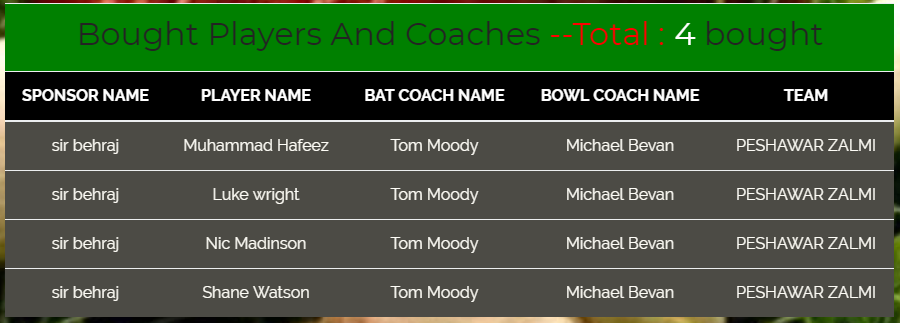 Bought Players And Coaches --Total : 4 bought
SPONSOR NAME PLAYER NAME BAT COACH NAME BOWL COACH NAME TEAM
sir behraj Muhammad Hafeez Tom Moody Michael Bevan PESHAWAR ZALMI
sir behraj Luke wright Tom Moody Michael Bevan PESHAWAR ZALMI
sir behraj Nic Madinson Tom Moody Michael Bevan PESHAWAR ZALMI
sir behraj Shane Watson Tom Moody Michael Bevan PESHAWAR ZALMI